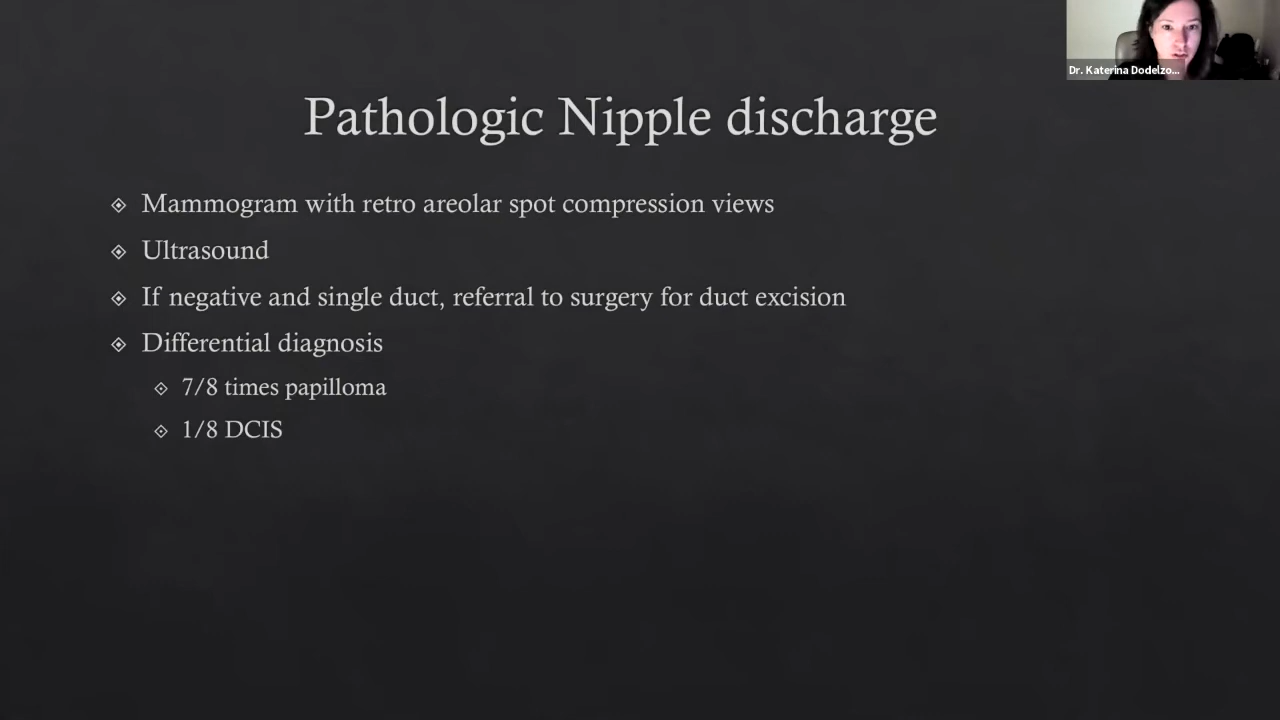 Dr. Katerina Dodelzo...
Pathologic Nipple discharge
Mammogram with retro areolar spot compression views
Ultrasound
If negative and single duct, referral to surgery for duct excision
Differential diagnosis
7/8 times papilloma
1/8 DCIS